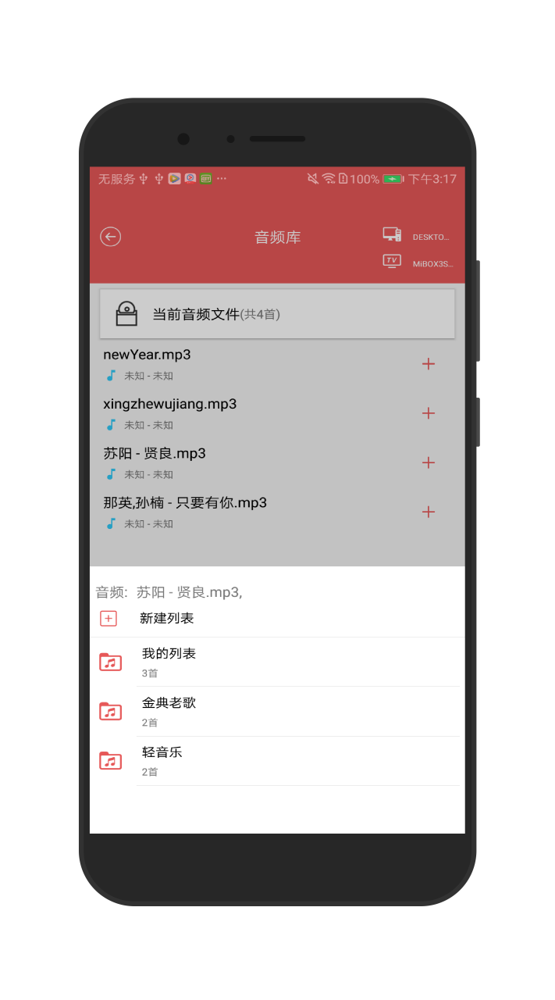 无服务 ... 100% 下午3:17
音频库
DESKTO...
TV MiBOX3S...
当前音频文件(共4首)
newYear.mp3
未知 - 未知
xingzhewujiang.mp3
未知 - 未知
苏阳 - 贤良.mp3
未知 - 未知
那英,孙楠 - 只要有你.mp3
未知 - 未知
音频: 苏阳 - 贤良.mp3,
新建列表
我的列表
3首
金典老歌
2首
轻音乐
2首